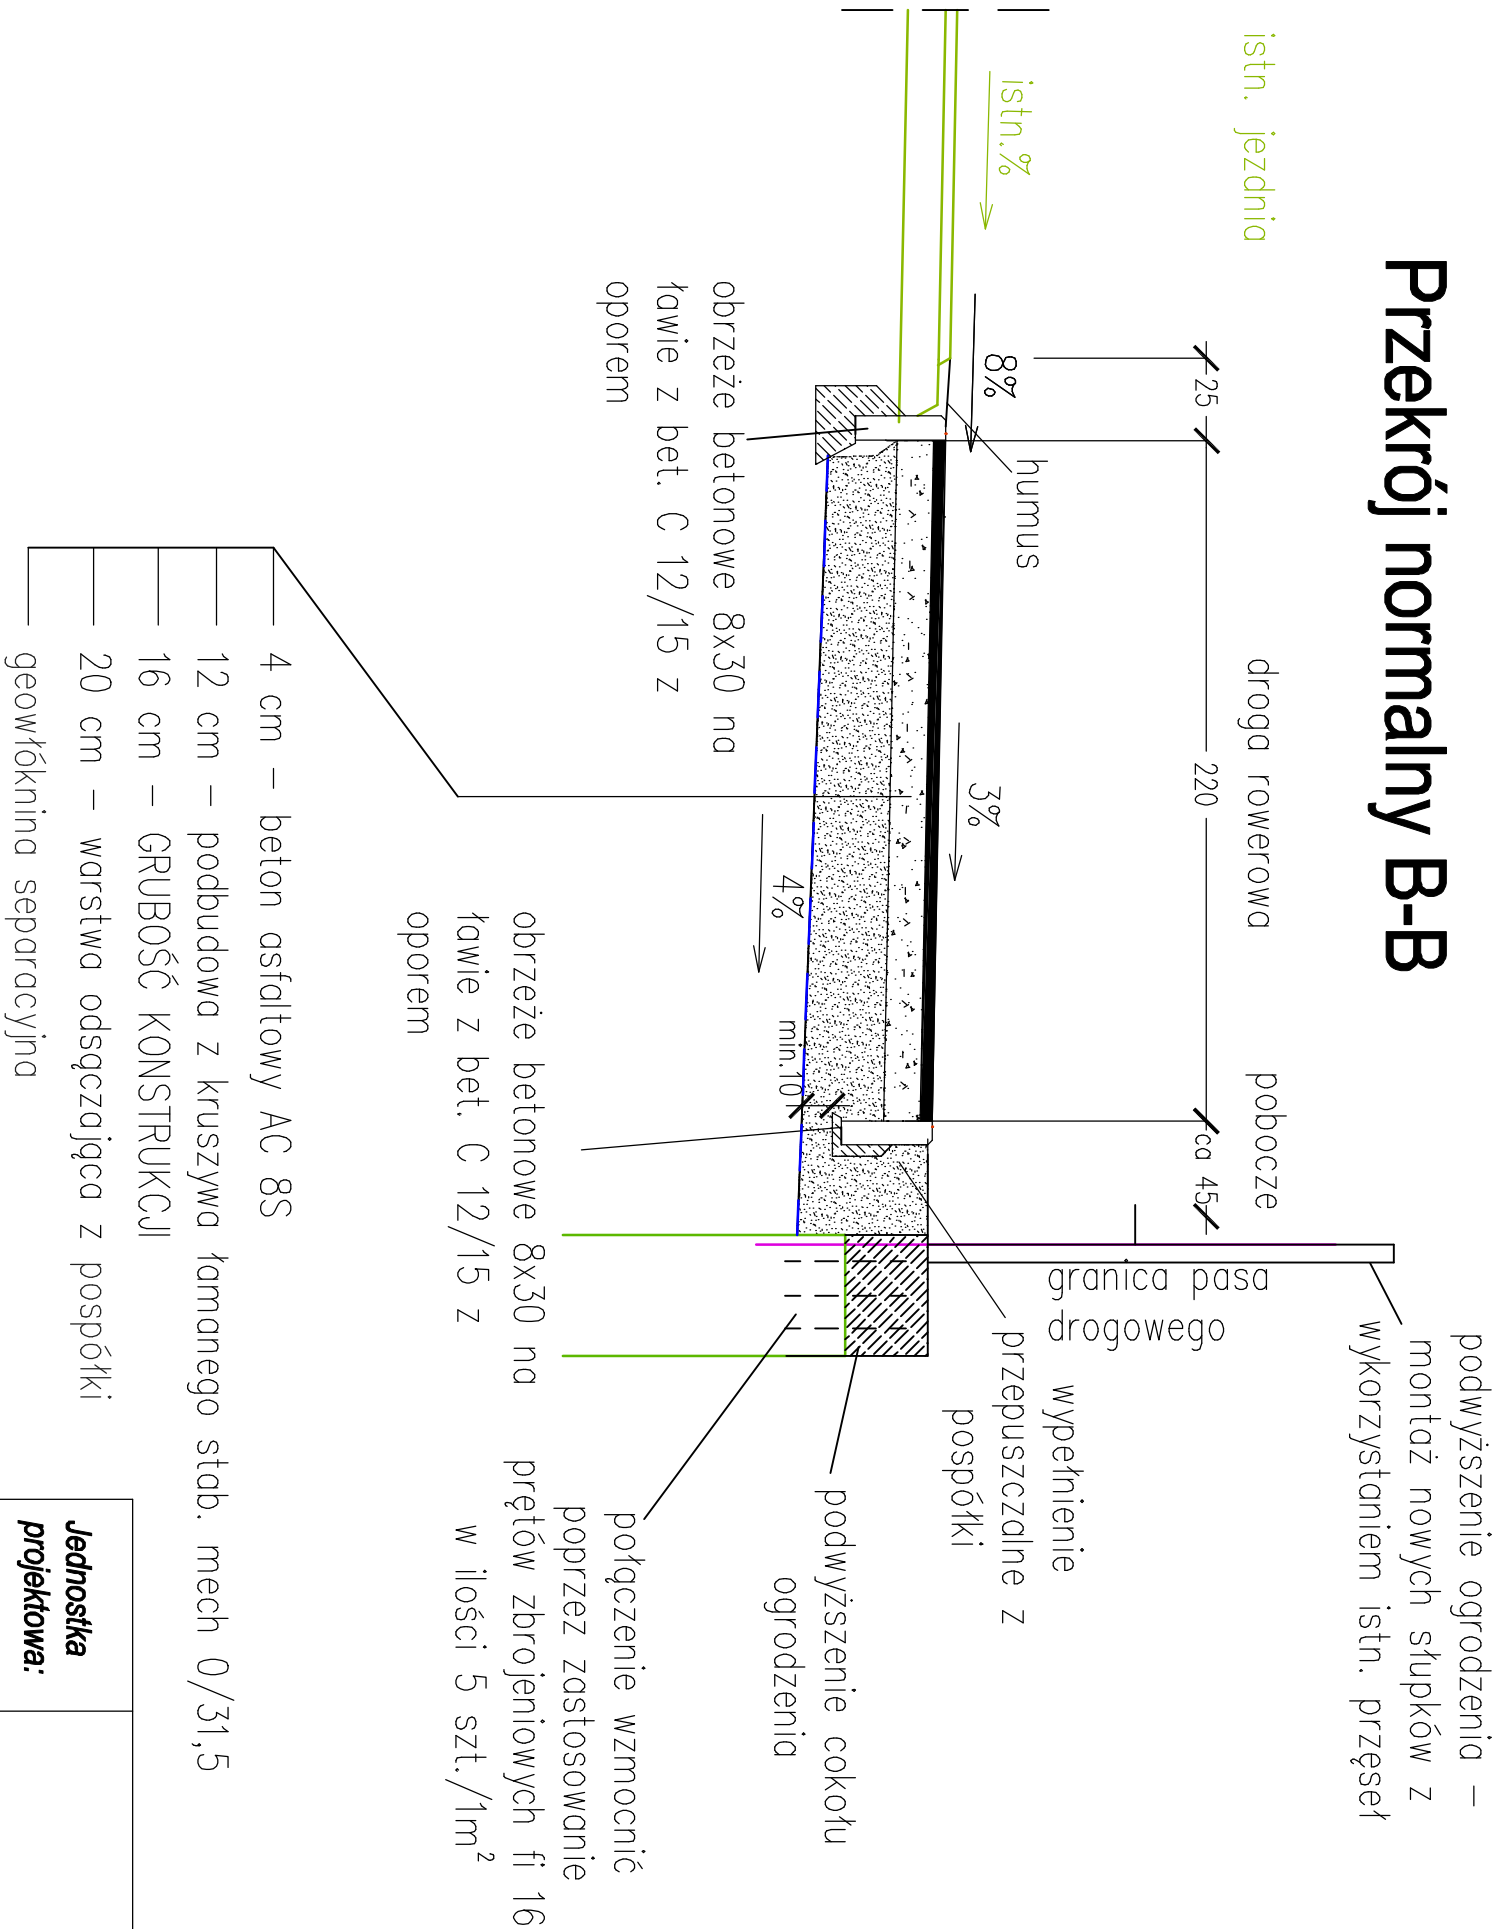 Przekrój normalny B-B
istn. jezdnia
droga rowerowa
pobocze
25
220
ca 45
istn.%
8%
humus
3%
4%
min.10
podwyższenie ogrodzenia –
montaż nowych słupków z
wykorzystaniem istn. przęseł
granica pasa
drogowego
wypełnienie
przepuszczalne z
pospółki
podwyższenie cokołu
ogrodzenia
połączenie wzmocnić
poprzez zastosowanie
prętów zbrojeniowych fi 16
w ilości 5 szt./1m²
obrzeże betonowe 8x30 na
ławie z bet. C 12/15 z
oporem
obrzeże betonowe 8x30 na
ławie z bet. C 12/15 z
oporem
4 cm – beton asfaltowy AC 8S
12 cm – podbudowa z kruszywa łamanego stab. mech 0/31,5
16 cm – GRUBOŚĆ KONSTRUKCJI
20 cm – warstwa odsączająca z pospółki
geowłóknina separacyjna
Jednostka
projektowa: